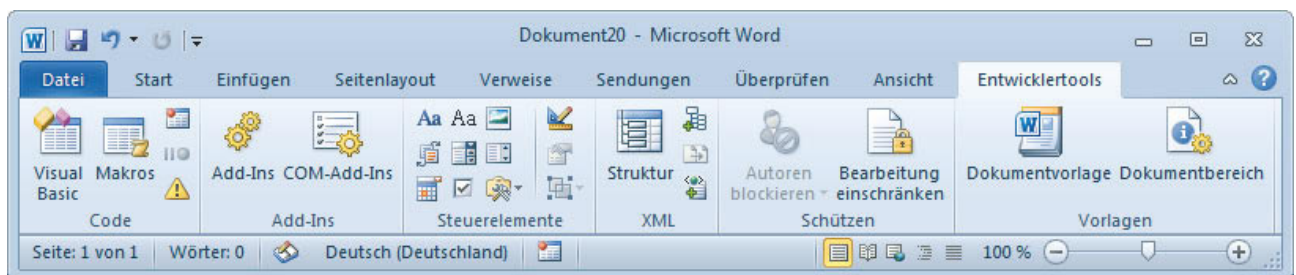 Dokument20 - Microsoft Word
Datei Start Einfügen Seitenlayout Verweise Sendungen Überprüfen Ansicht Entwicklertools
Visual Basic Makros Add-Ins COM-Add-Ins Aa Aa Struktur Autoren blockieren Bearbeitung einschränken Dokumentvorlage Dokumentbereich
Code Add-Ins Steuerelemente XML Schützen Vorlagen
Seite: 1 von 1 Wörter: 0 Deutsch (Deutschland) 100 %